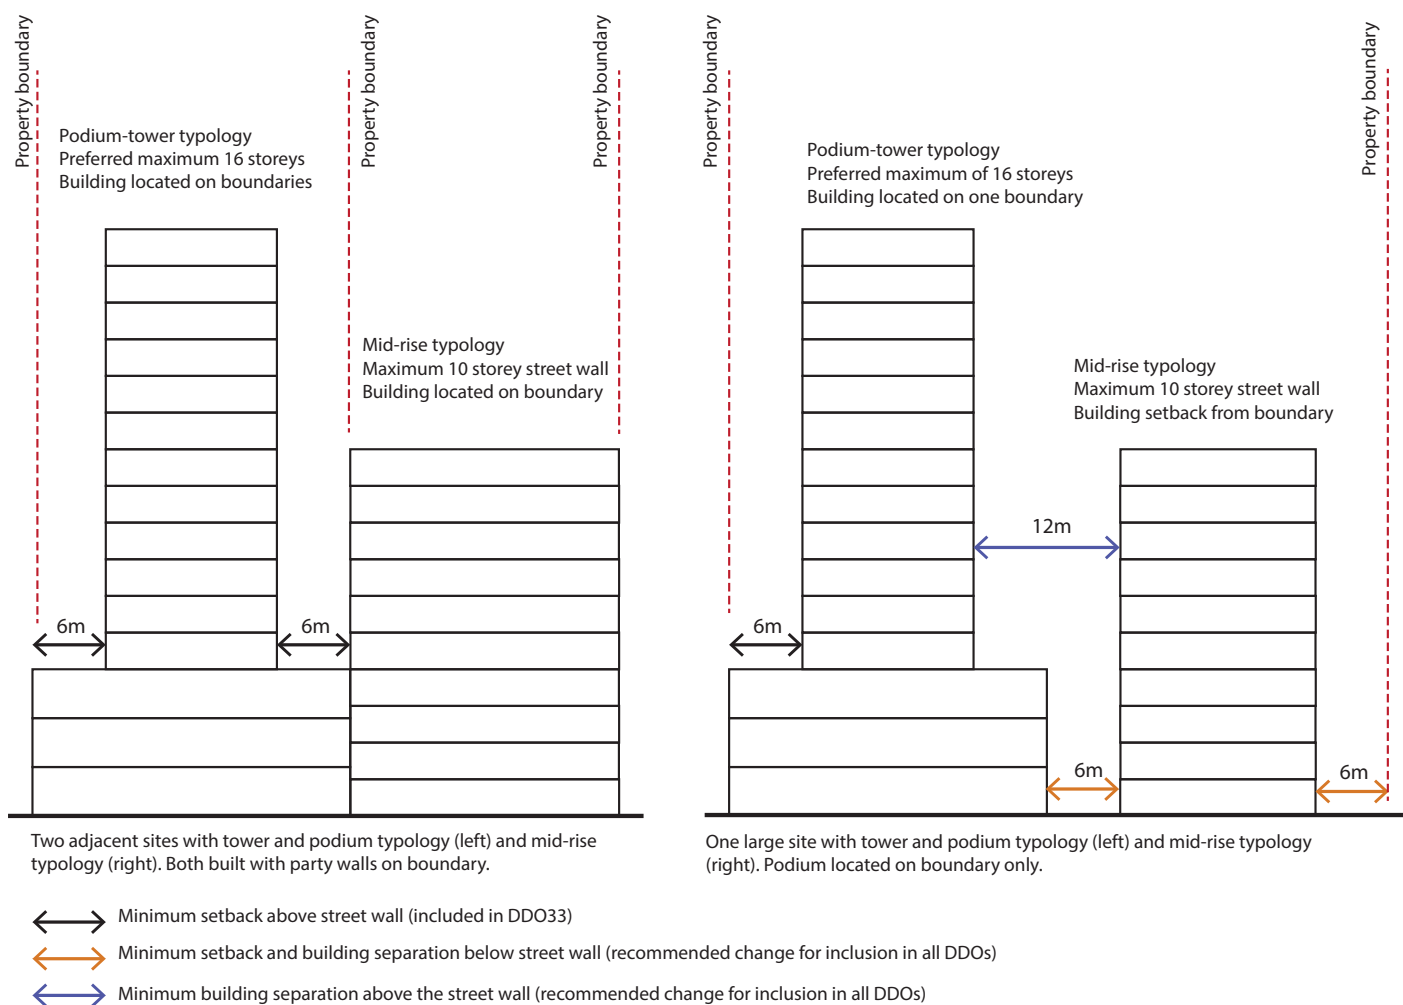 Property boundary
Property boundary
Property boundary
Podium-tower typology
Preferred maximum 16 storeys
Building located on boundaries
Mid-rise typology
Maximum 10 storey street wall
Building located on boundary
6m
6m
Two adjacent sites with tower and podium typology (left) and mid-rise
typology (right). Both built with party walls on boundary.
Property boundary
Property boundary
Podium-tower typology
Preferred maximum of 16 storeys
Building located on one boundary
Mid-rise typology
Maximum 10 storey street wall
Building setback from boundary
12m
6m
6m
6m
One large site with tower and podium typology (left) and mid-rise typology
(right). Podium located on boundary only.
Minimum setback above street wall (included in DDO33)
Minimum setback and building separation below street wall (recommended change for inclusion in all DDOs)
Minimum building separation above the street wall (recommended change for inclusion in all DDOs)